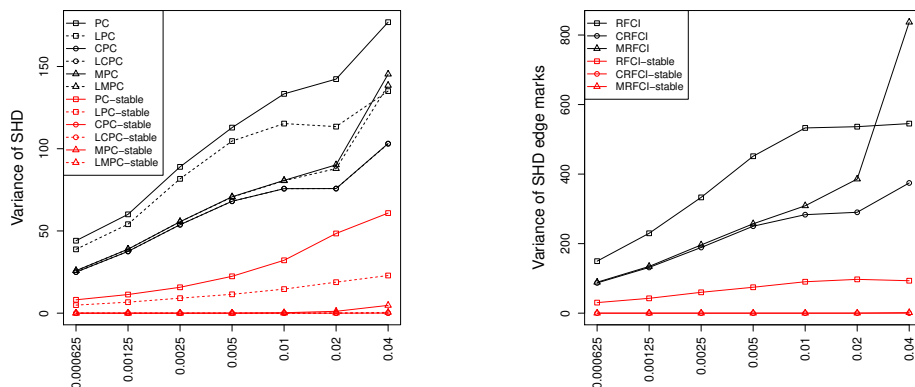 Variance of SHD
0
50
100
150
PC
LPC
CPC
LCPC
MPC
LMPC
PC−stable
LPC−stable
CPC−stable
LCPC−stable
MPC−stable
LMPC−stable
0.000625
0.00125
0.0025
0.005
0.01
0.02
0.04
Variance of SHD edge marks
0
200
400
600
800
RFCI
CRFCI
MRFCI
RFCI−stable
CRFCI−stable
MRFCI−stable
0.000625
0.00125
0.0025
0.005
0.01
0.02
0.04